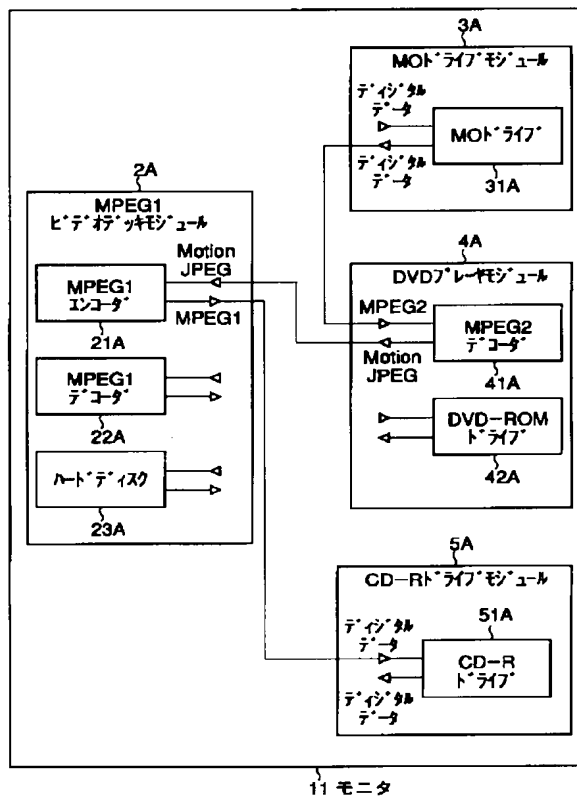 3A
MOドライブモジュール
ディジタル
データ
MOドライブ
ディジタル
データ
31A
2A
MPEG1
ビデオデッキモジュール
Motion
JPEG
MPEG1
エンコーダ
MPEG1
21A
MPEG1
デコーダ
22A
ハードディスク
23A
4A
DVDプレーヤモジュール
MPEG2
MPEG2
デコーダ
Motion
JPEG
41A
DVD-ROM
ドライブ
42A
5A
CD-Rドライブモジュール
51A
ディジタル
データ
CD-R
ドライブ
ディジタル
データ
11 モニタ